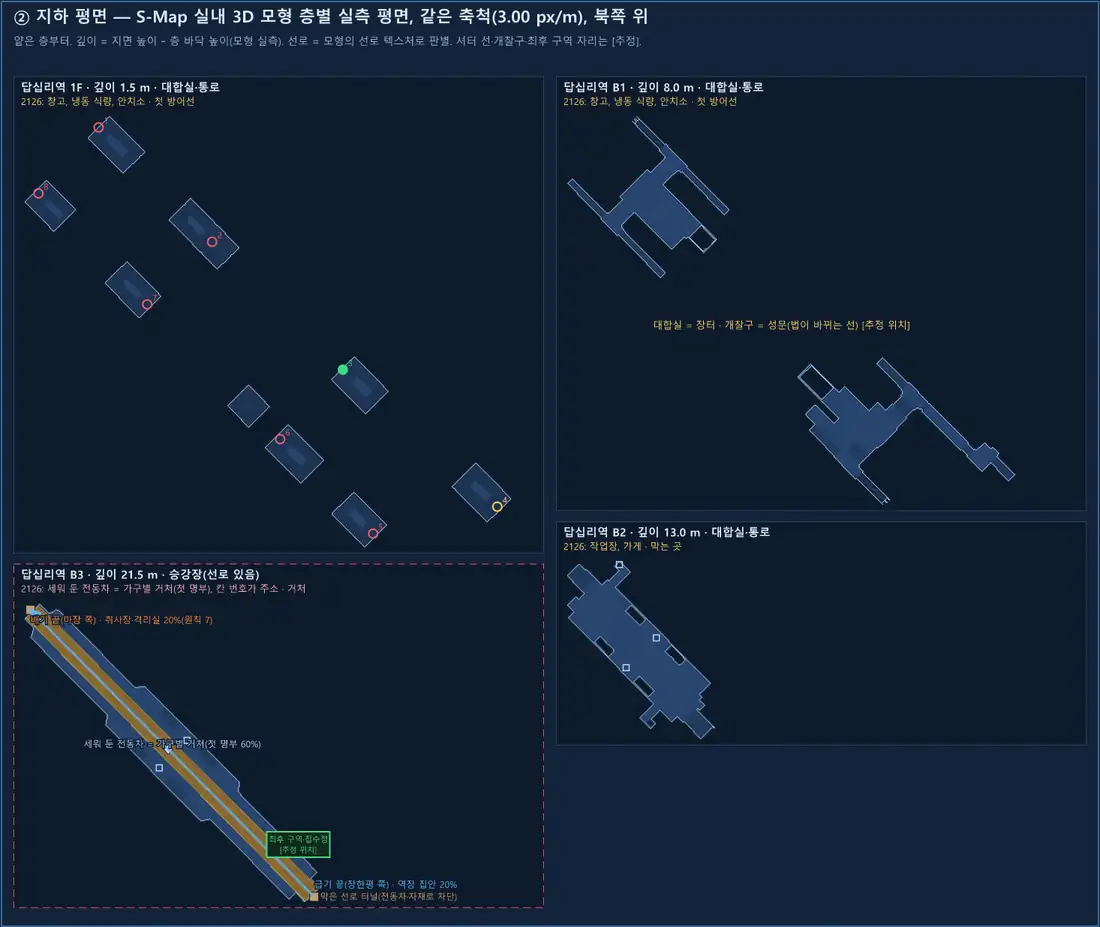 ② 지하 평면 — S-Map 실내 3D 모형 층별 실측 평면, 같은 축척(3.00 px/m), 북쪽 위
얕은 층부터. 깊이 = 지면 높이 − 층 바닥 높이(모형 실측). 선로 = 모형의 선로 텍스처로 판별. 셔터 선·개찰구·최후 구역 자리는 [추정].
답십리역 1F · 깊이 1.5 m · 대합실·통로
2126: 창고, 냉동 식량, 안치소 · 첫 방어선
8
2
7
3
6
4
5
답십리역 B1 · 깊이 8.0 m · 대합실·통로
2126: 창고, 냉동 식량, 안치소 · 첫 방어선
대합실 = 장터 · 개찰구 = 성문(법이 바뀌는 선) [추정 위치]
답십리역 B2 · 깊이 13.0 m · 대합실·통로
2126: 작업장, 가게 · 막는 곳
답십리역 B3 · 깊이 21.5 m · 승강장(선로 있음)
2126: 세워 둔 전동차 = 가구별 거처(첫 명부), 칸 번호가 주소 · 거처
배기 끝(마장 쪽) · 취사장·격리실 20%(원칙 7)
세워 둔 전동차 = 가구별 거처(첫 명부 60%)
최후 구역·집수정
[추정 위치]
급기 끝(장한평 쪽) · 역장 집안 20%
막은 선로 터널(전동차·자재로 차단)